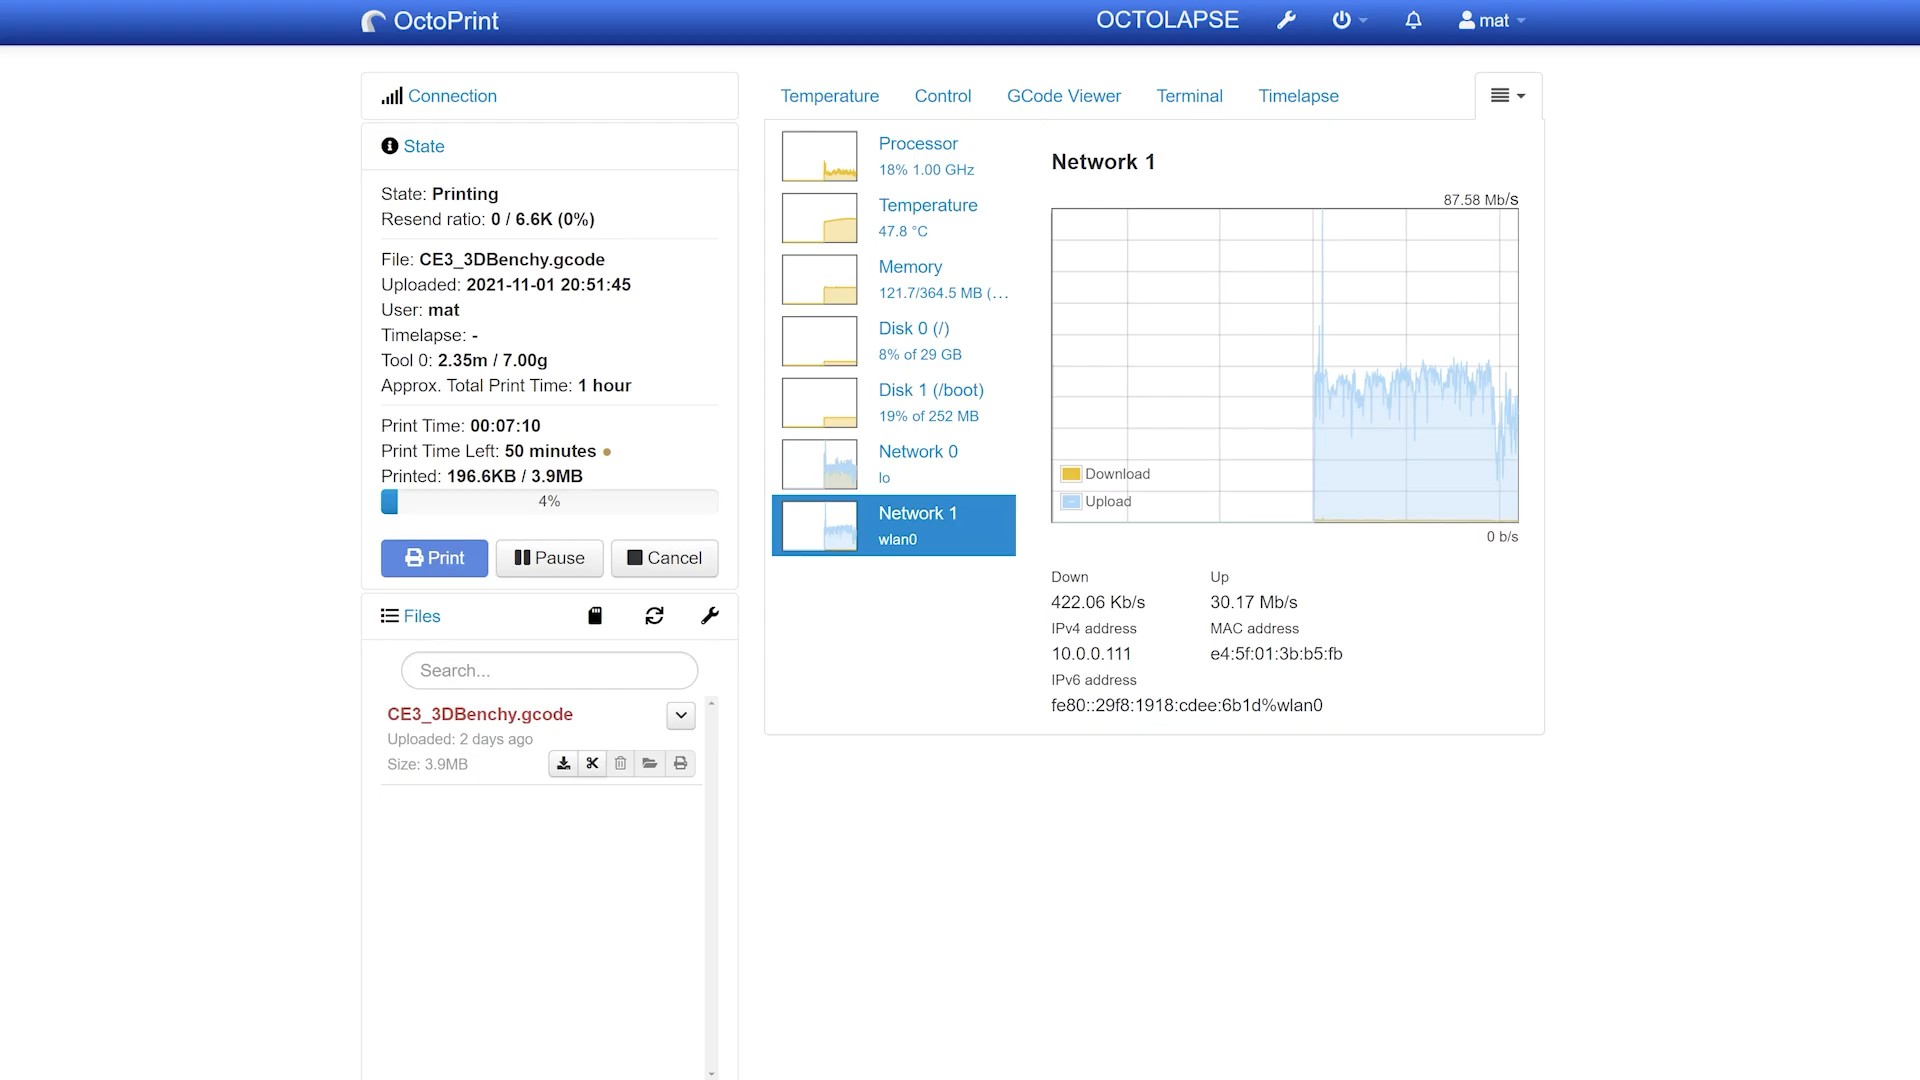 OctoPrint
OCTOLAPSE
mat
Connection
State
State: Printing
Resend ratio: 0 / 6.6K (0%)
File: CE3_3DBenchy.gcode
Uploaded: 2021-11-01 20:51:45
User: mat
Timelapse: -
Tool 0: 2.35m / 7.00g
Approx. Total Print Time: 1 hour
Print Time: 00:07:10
Print Time Left: 50 minutes
Printed: 196.6KB / 3.9MB
4%
Print
Pause
Cancel
Files
Search...
CE3_3DBenchy.gcode
Uploaded: 2 days ago
Size: 3.9MB
Temperature
Control
GCode Viewer
Terminal
Timelapse
Processor
18% 1.00 GHz
Temperature
47.8 °C
Memory
121.7/364.5 MB (...
Disk 0 (/)
8% of 29 GB
Disk 1 (/boot)
19% of 252 MB
Network 0
lo
Network 1
wlan0
Network 1
87.58 Mb/s
Download
Upload
0 b/s
Down
Up
422.06 Kb/s
30.17 Mb/s
IPv4 address
MAC address
10.0.0.111
e4:5f:01:3b:b5:fb
IPv6 address
fe80::29f8:1918:cdee:6b1d%wlan0